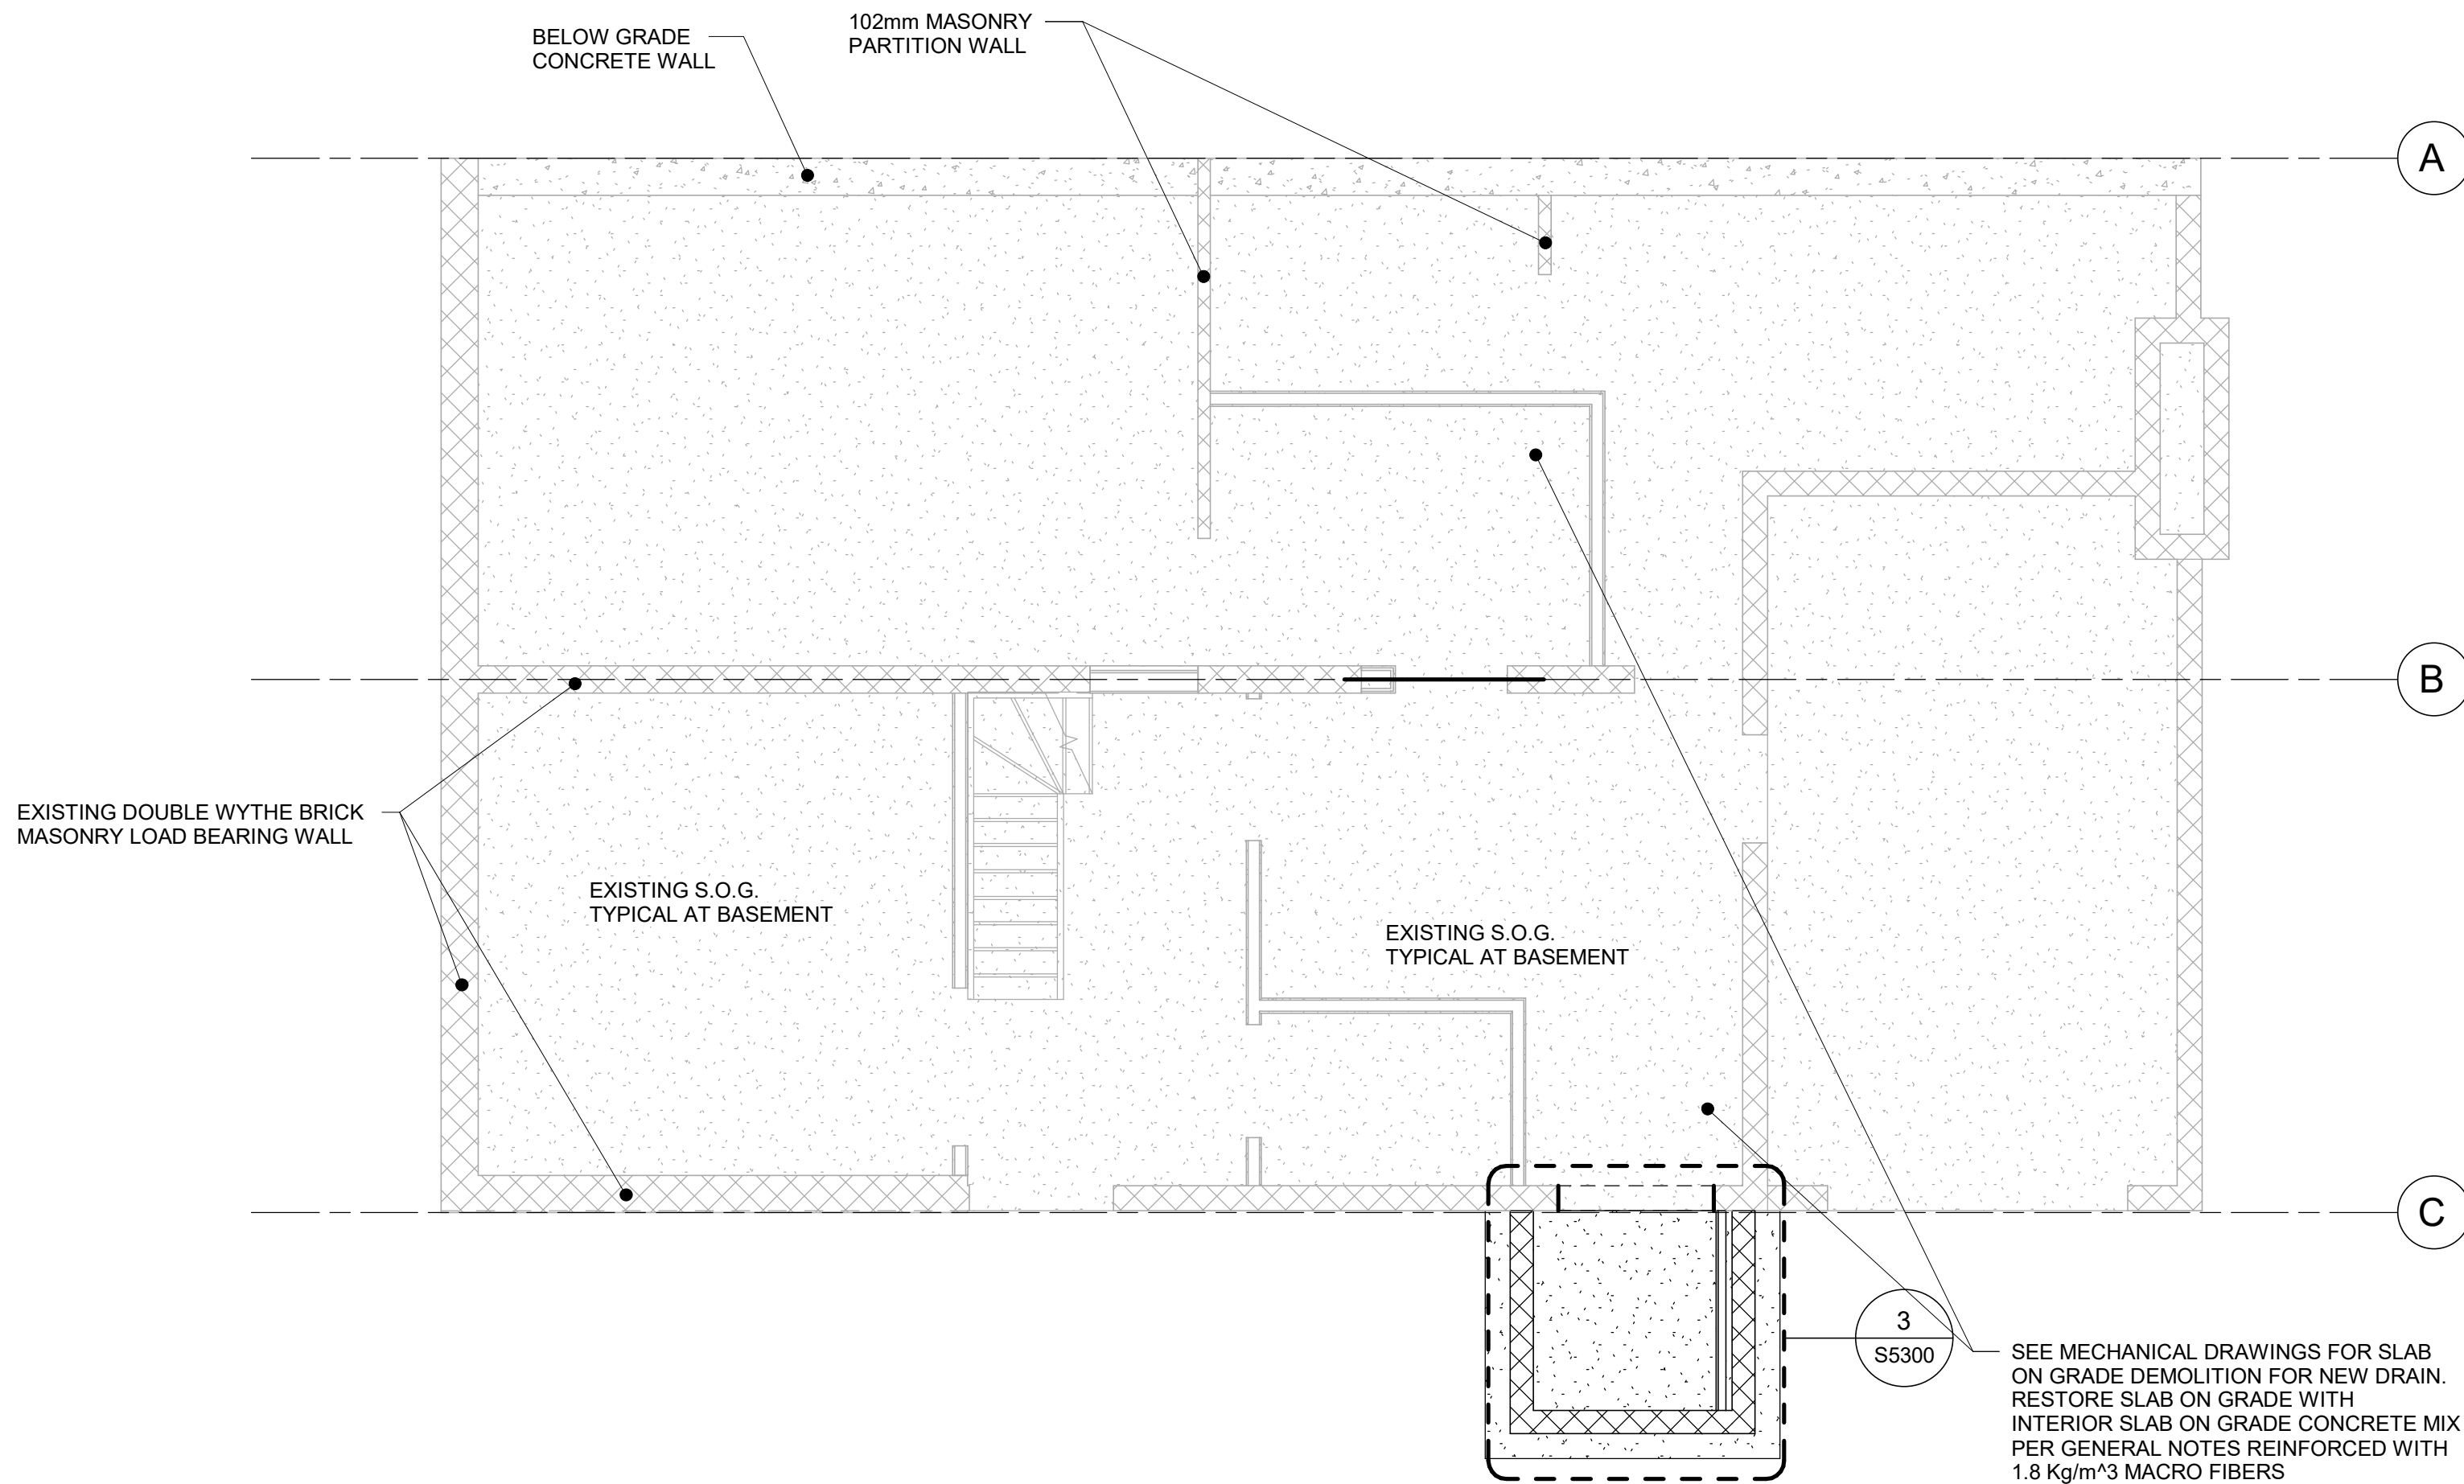 102mm MASONRY
PARTITION WALL
BELOW GRADE
CONCRETE WALL
A
B
EXISTING DOUBLE WYTHE BRICK
MASONRY LOAD BEARING WALL
EXISTING S.O.G.
TYPICAL AT BASEMENT
EXISTING S.O.G.
TYPICAL AT BASEMENT
C
3
S5300
SEE MECHANICAL DRAWINGS FOR SLAB
ON GRADE DEMOLITION FOR NEW DRAIN.
RESTORE SLAB ON GRADE WITH
INTERIOR SLAB ON GRADE CONCRETE MIX
PER GENERAL NOTES REINFORCED WITH
1.8 Kg/m^3 MACRO FIBERS